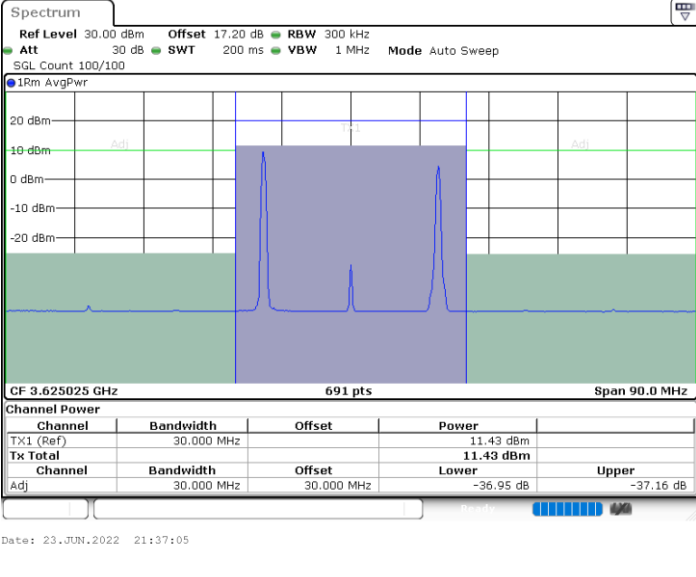 Spectrum
Ref Level 30.00 dBm Offset 17.20 dB RBW 300 kHz
Att 30 dB SWT 200 ms VBW 1 MHz Mode Auto Sweep
SGL Count 100/100
1Rm AvgPwr
20 dBm
TX1
Adj
10 dBm
Adj
0 dBm
-10 dBm
-20 dBm
CF 3.625025 GHz 691 pts Span 90.0 MHz
Channel Power
Channel Bandwidth Offset Power
TX1 (Ref) 30.000 MHz 11.43 dBm
Tx Total 11.43 dBm
Channel Bandwidth Offset Lower Upper
Adj 30.000 MHz 30.000 MHz -36.95 dB -37.16 dB
Ready
Date: 23.JUN.2022 21:37:05